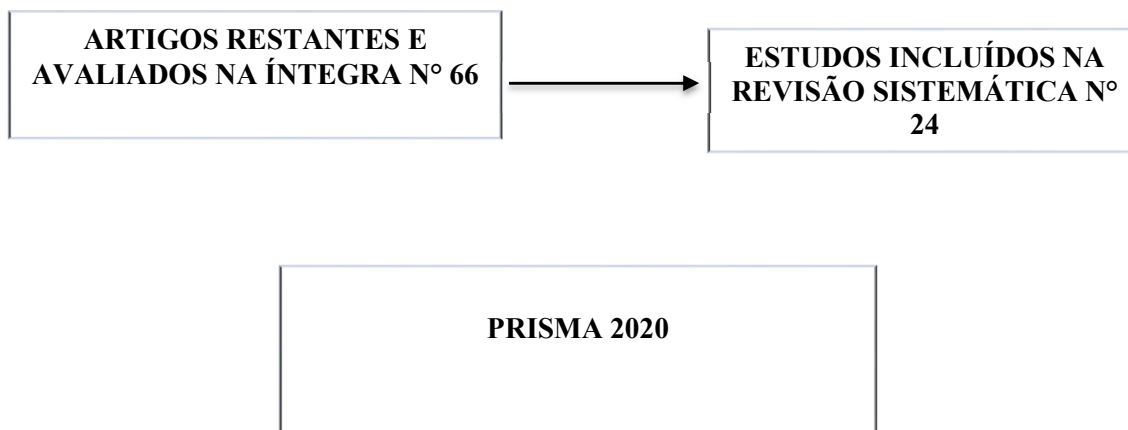 ARTIGOS RESTANTES E
AVALIADOS NA ÍNTEGRA N° 66
ESTUDOS INCLUÍDOS NA
REVISÃO SISTEMÁTICA N°
24
PRISMA 2020